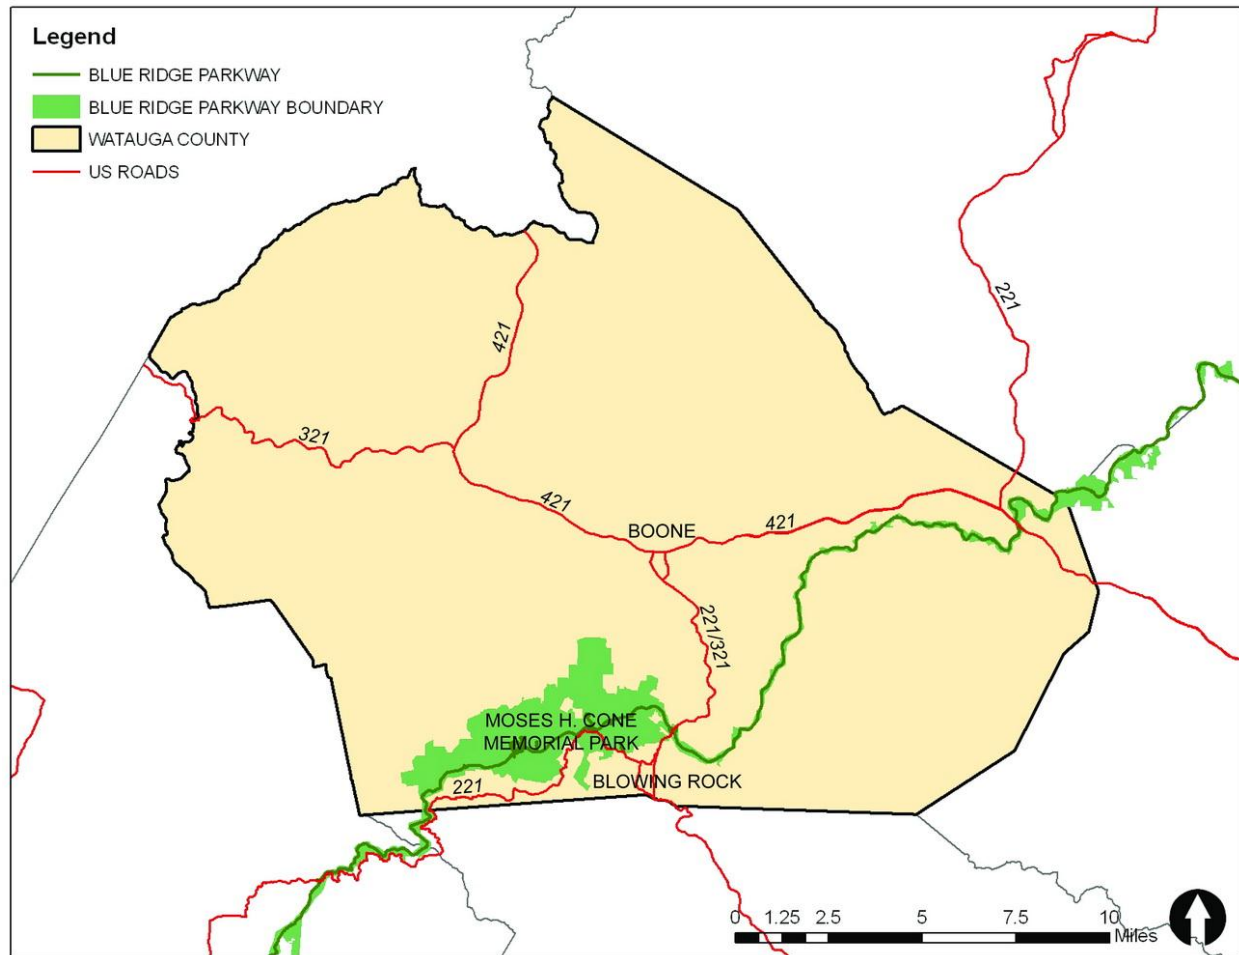 Legend
BLUE RIDGE PARKWAY
BLUE RIDGE PARKWAY BOUNDARY
WATAUGA COUNTY
US ROADS
221
421
321
421
BOONE
421
221/321
MOSES H. CONE
MEMORIAL PARK
BLOWING ROCK
221
0 1.25 2.5 5 7.5 10
Miles